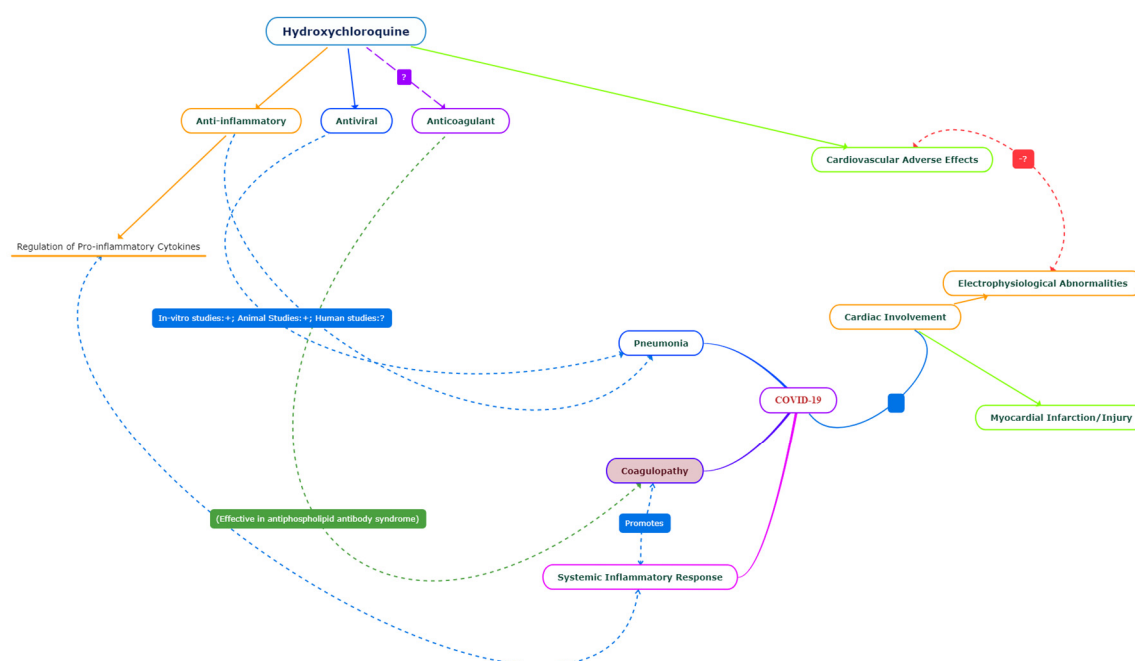 Hydroxychloroquine
?
Anti-inflammatory
Antiviral
Anticoagulant
Cardiovascular Adverse Effects
-?
Regulation of Pro-inflammatory Cytokines
Electrophysiological Abnormalities
In-vitro studies:+; Animal Studies:+; Human studies:?
Cardiac Involvement
Pneumonia
COVID-19
Myocardial Infarction/Injury
Coagulopathy
(Effective in antiphospholipid antibody syndrome)
Promotes
Systemic Inflammatory Response